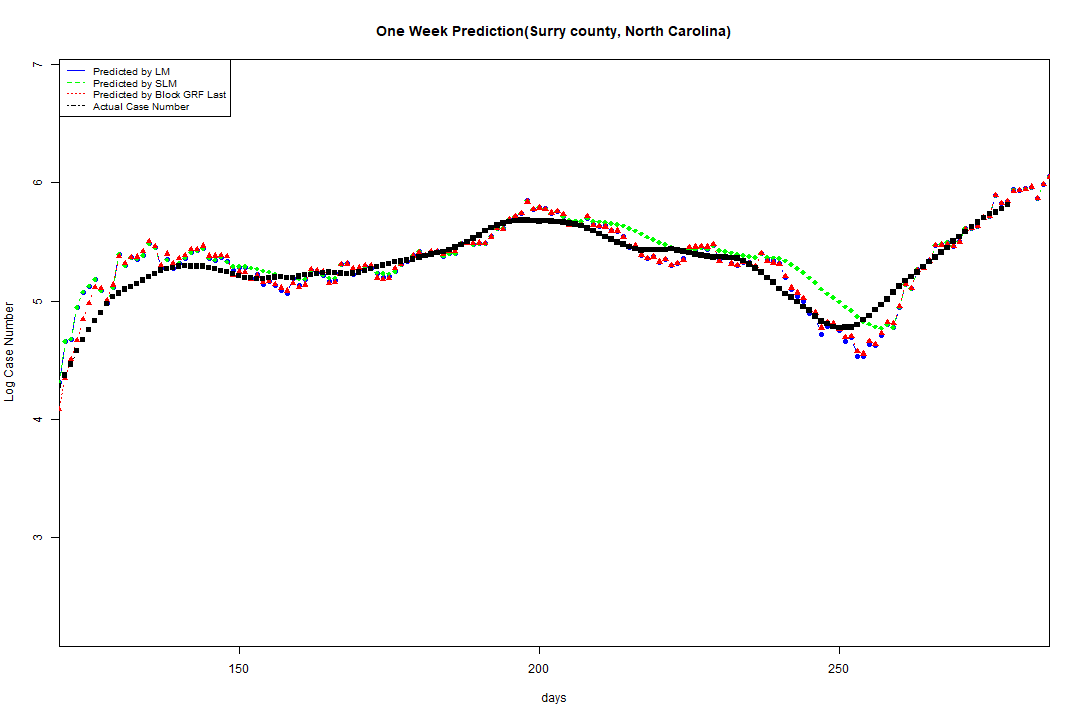 One Week Prediction(Surry county, North Carolina)
Predicted by LM
Predicted by SLM
Predicted by Block GRF Last
Actual Case Number
7
6
5
4
3
Log Case Number
150
200
250
days